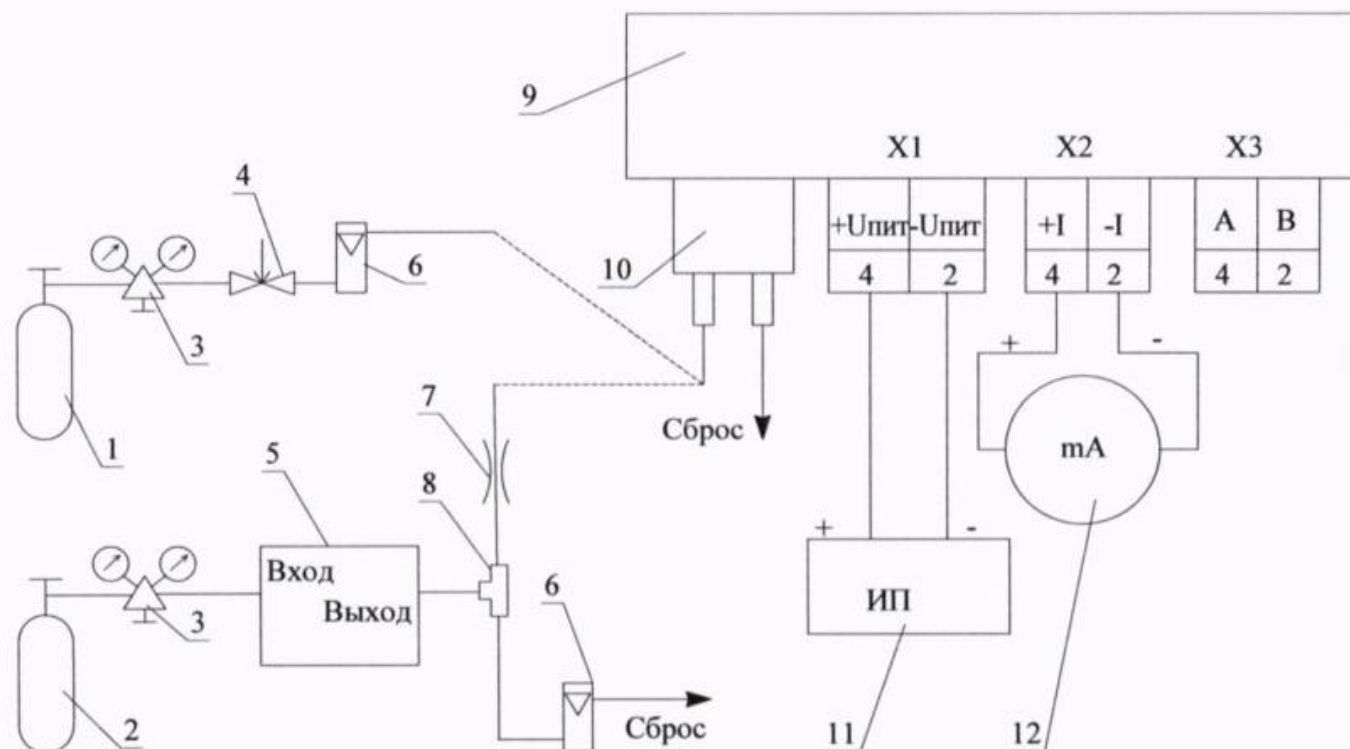 9
X1 X2 X3
4
+Uпит -Uпит +I -I A B
6 10 4 2 4 2 4 2
3
+ -
7 Сброс
1 5 8 mA
+ -
Вход 6
Выход ИП
3
2 Сброс 11 12